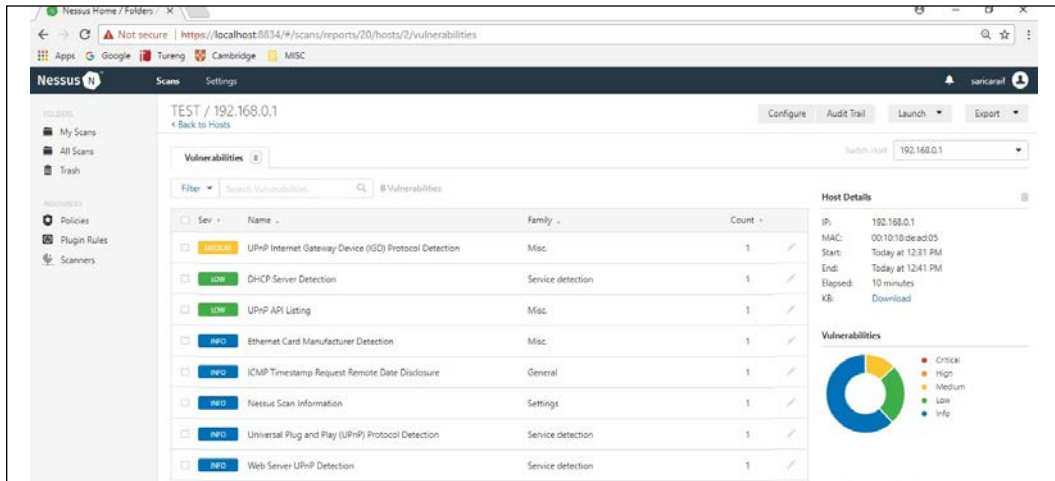 Nessus Home / Folders
Not secure | https://localhost:8834/#/scans/reports/20/hosts/2/vulnerabilities
Apps Google Tureng Cambridge MISC
Nessus N Scans Settings saricaraif
FOLDERS
My Scans
All Scans
Trash
RESOURCES
Policies
Plugin Rules
Scanners
TEST / 192.168.0.1
Back to Hosts
Configure Audit Trail Launch Export
Vulnerabilities 8
Switch Host 192.168.0.1
Filter Search Vulnerabilities 8 Vulnerabilities
Sev Name Family Count
MEDIUM UPnP Internet Gateway Device (IGD) Protocol Detection Misc. 1
LOW DHCP Server Detection Service detection 1
LOW UPnP API Listing Misc. 1
INFO Ethernet Card Manufacturer Detection Misc. 1
INFO ICMP Timestamp Request Remote Date Disclosure General 1
INFO Nessus Scan Information Settings 1
INFO Universal Plug and Play (UPnP) Protocol Detection Service detection 1
INFO Web Server UPnP Detection Service detection 1
Host Details
IP: 192.168.0.1
MAC: 00:10:18:de:ad:05
Start: Today at 12:31 PM
End: Today at 12:41 PM
Elapsed: 10 minutes
KB: Download
Vulnerabilities
Critical
High
Medium
Low
Info